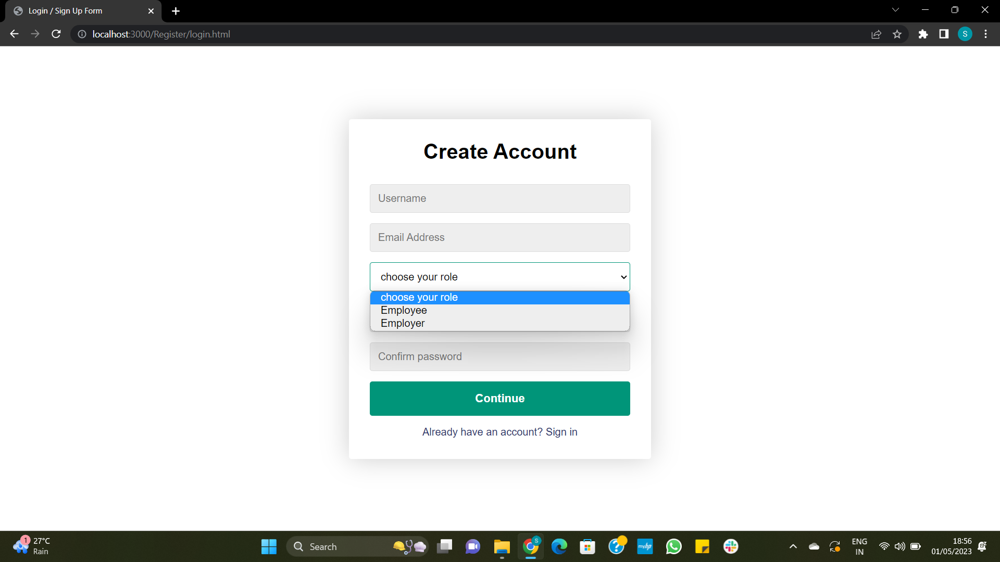 Login / Sign Up Form
localhost:3000/Register/login.html
S
Create Account
Username
Email Address
choose your role
choose your role
Employee
Employer
Confirm password
Continue
Already have an account? Sign in
1
27°C
Rain
Search
S
myhp
ENG
IN
18:56
01/05/2023